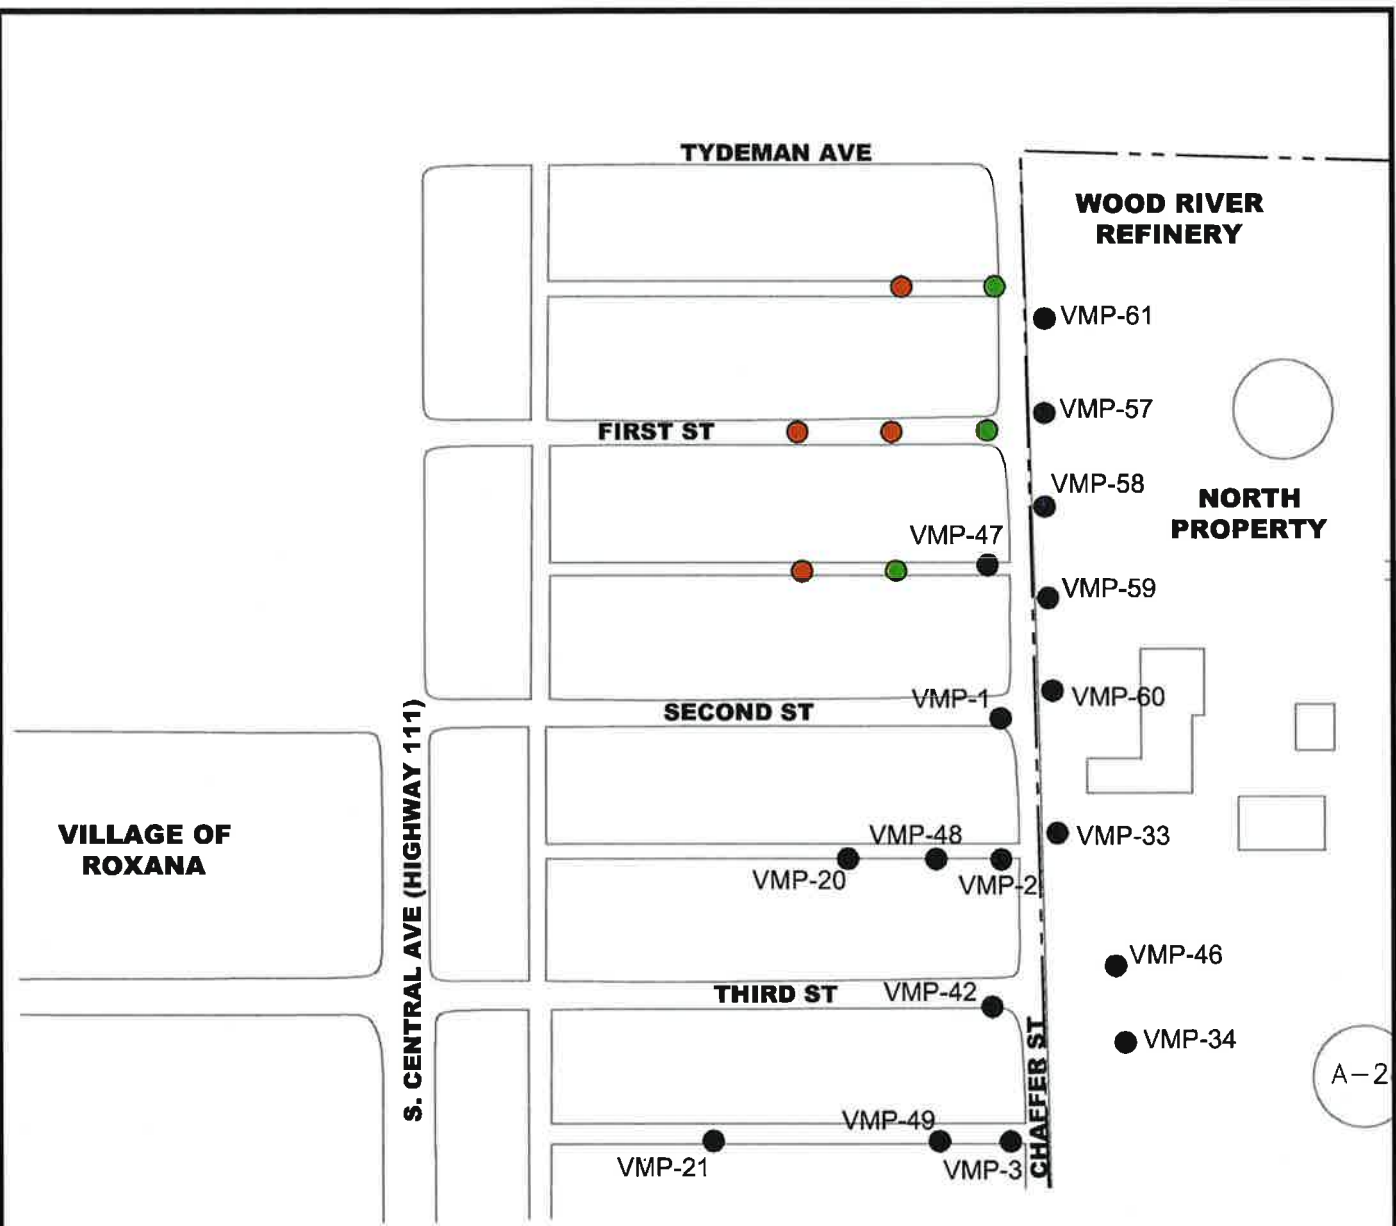 TYDEMAN AVE
WOOD RIVER
REFINERY
VMP-61
VMP-57
FIRST ST
VMP-58
NORTH
PROPERTY
VMP-47
VMP-59
VMP-1
VMP-60
SECOND ST
S. CENTRAL AVE (HIGHWAY 111)
VILLAGE OF
ROXANA
VMP-48
VMP-33
VMP-20
VMP-2
VMP-46
THIRD ST
VMP-42
VMP-34
CHAFFER ST
A-2
VMP-49
VMP-21
VMP-3